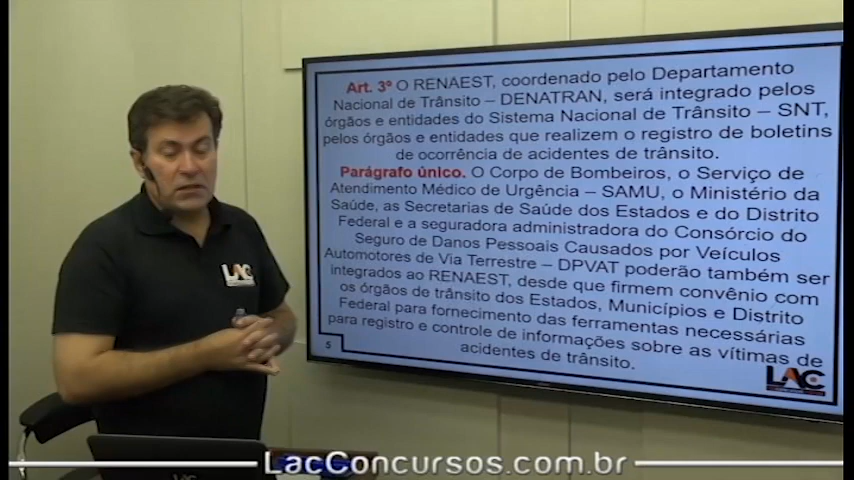 Art. 3º O RENAEST, coordenado pelo Departamento
Nacional de Trânsito – DENATRAN, será integrado pelos
órgãos e entidades do Sistema Nacional de Trânsito – SNT,
pelos órgãos e entidades que realizem o registro de boletins
de ocorrência de acidentes de trânsito.
Parágrafo único. O Corpo de Bombeiros, o Serviço de
Atendimento Médico de Urgência – SAMU, o Ministério da
Saúde, as Secretarias de Saúde dos Estados e do Distrito
Federal e a seguradora administradora do Consórcio do
Seguro de Danos Pessoais Causados por Veículos
Automotores de Via Terrestre – DPVAT poderão também ser
integrados ao RENAEST, desde que firmem convênio com
os órgãos de trânsito dos Estados, Municípios e Distrito
Federal para fornecimento das ferramentas necessárias
para registro e controle de informações sobre as vítimas de
acidentes de trânsito.
5
LAC
LAC
LacConcursos.com.br